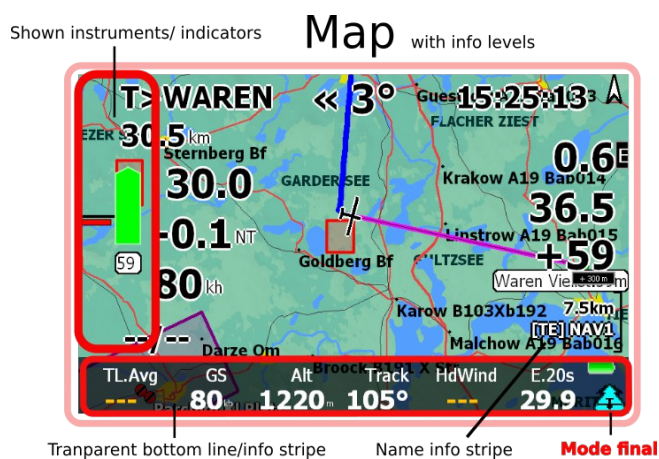 Map
Shown instruments/ indicators
with info levels
T>WAREN « 3° 15:25:13
FLACHER ZIEST
30.5 km
Sternberg Bf
0.6
30.0
GARDER SEE
Krakow A19 Bab014
36.5
-0.1 NT
Linstrow A19 Bab015
+59
59
Goldberg Bf
Waren Vie
+ 300 m
80 kh
Karow B103Xb192
7.5km
[TE] NAV1
--/--
Darze Om
Malchow A19 Bab016
Broock B191 X
TL.Avg GS Alt Track HdWind E.20s
--- 80 kh 1220 m 105° --- 29.9
Tranparent bottom line/info stripe
Name info stripe
Mode final